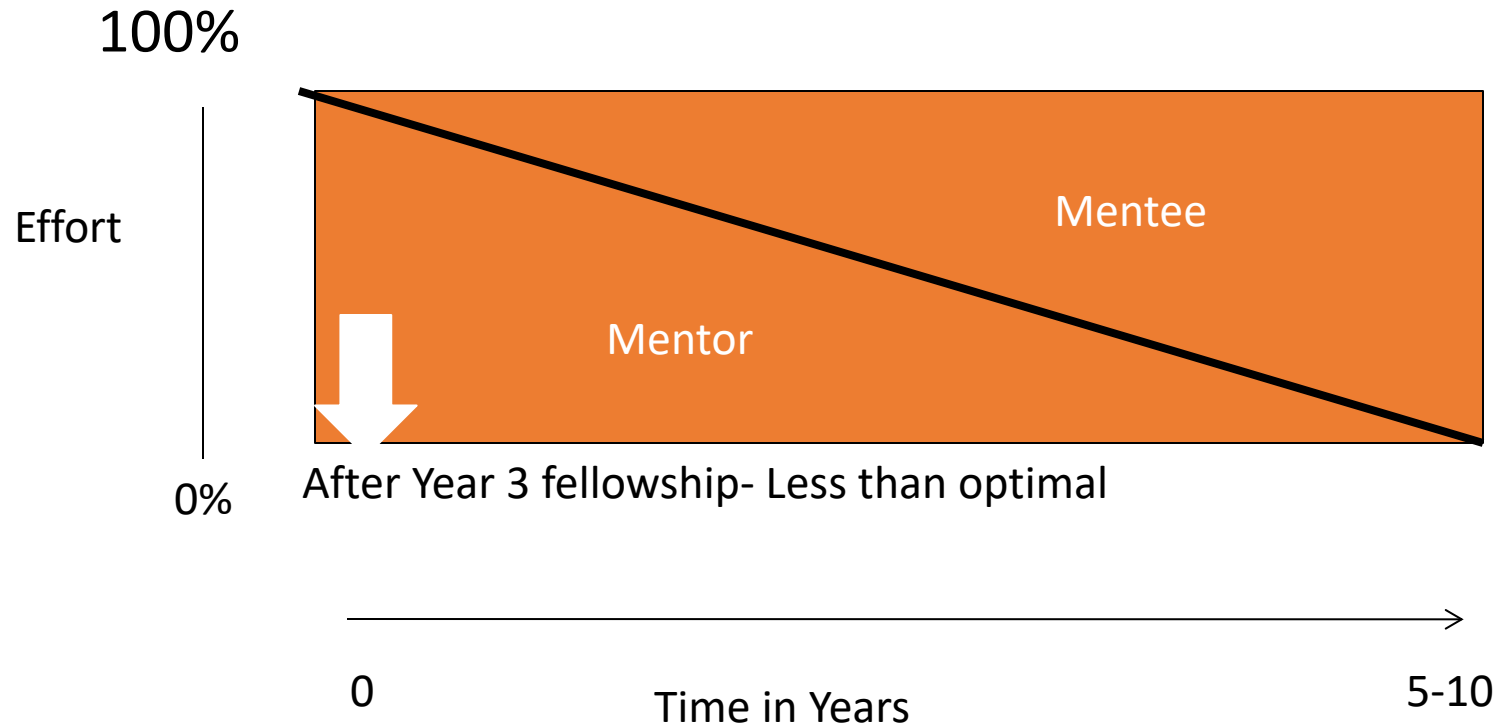 100%
Effort
Mentee
Mentor
0%
After Year 3 fellowship- Less than optimal
0
Time in Years
5-10